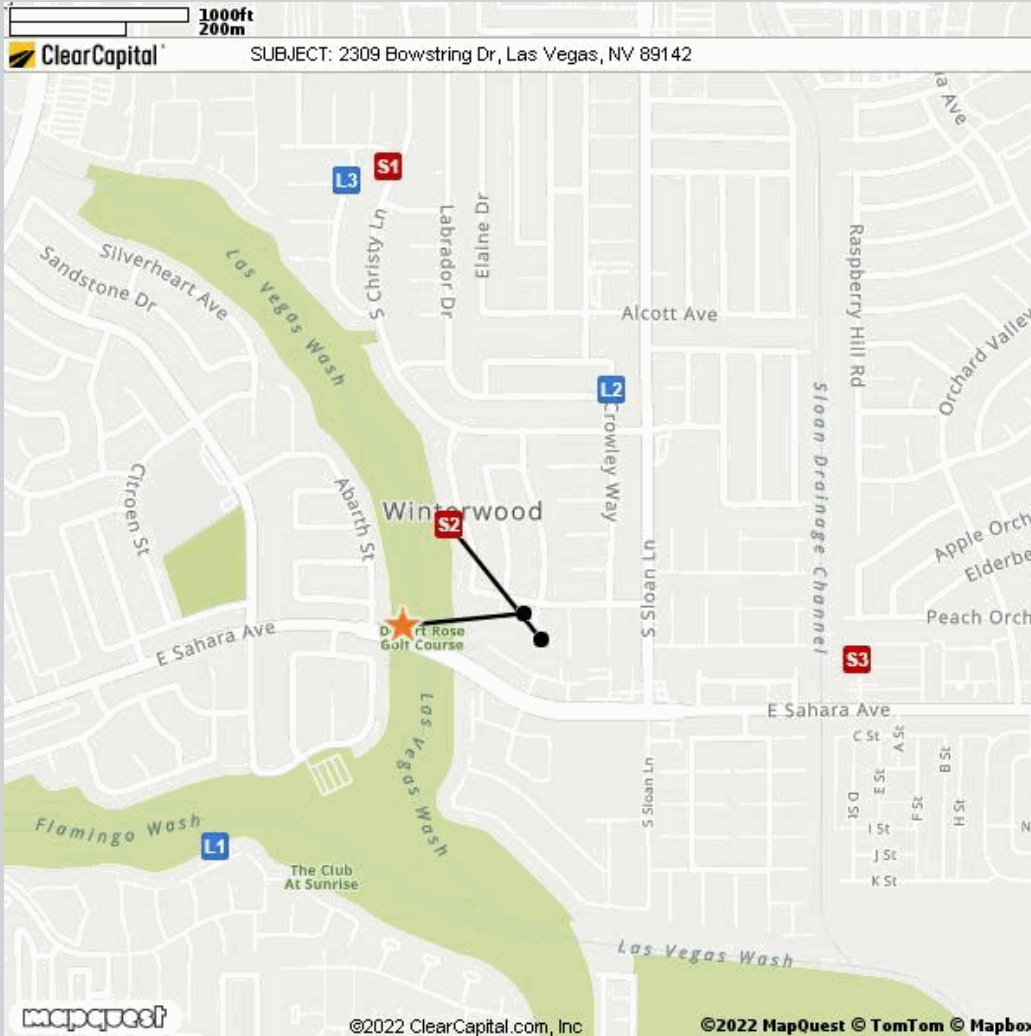 1000ft
200m
ClearCapital
SUBJECT: 2309 Bowstring Dr, Las Vegas, NV 89142
L3
S1
Labrador Dr
Elaine Dr
S Christy Ln
Silverheart Ave
Sandstone Dr
Las Vegas Wash
Alcott Ave
Raspberry Hill Rd
Orchard Valley
L2
Crowley Way
Sloan Drainage Channel
Citroen St
Abarth St
Winterwood
S2
S Sloan Ln
Apple Orch
Elderbe
Peach Orch
E Sahara Ave
Golf Course
Rose
S3
E Sahara Ave
Las Vegas Wash
C St
A St
B St
S Sloan Ln
D St
E St
F St
H St
I St
J St
K St
Flamingo Wash
L1
The Club
At Sunrise
Las Vegas Wash
mapquest
©2022 ClearCapital.com, Inc
©2022 MapQuest © TomTom © Mapbo